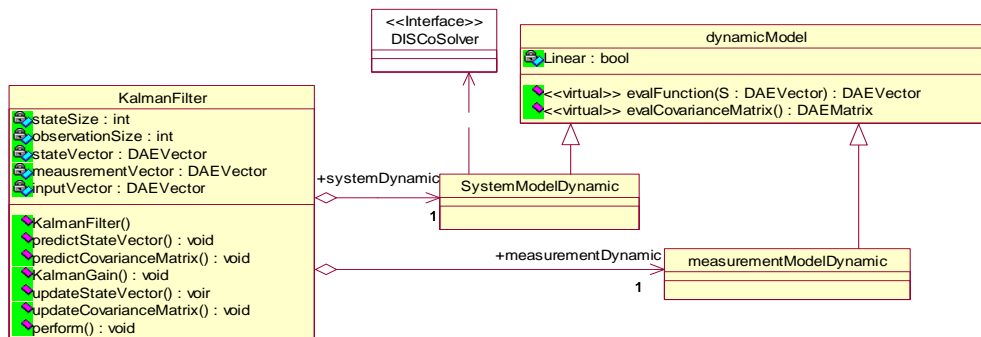 <<Interface>>
DISCoSolver
dynamicModel
Linear : bool
<<virtual>> evalFunction(S : DAEVector) : DAEVector
<<virtual>> evalCovarianceMatrix() : DAEMatrix
KalmanFilter
stateSize : int
observationSize : int
stateVector : DAEVector
meausrementVector : DAEVector
inputVector : DAEVector
KalmanFilter()
predictStateVector() : void
predictCovarianceMatrix() : void
KalmanGain() : void
updateStateVector() : voir
updateCovarianceMatrix() : void
perform() : void
+systemDynamic
1
SystemModelDynamic
+measurementDynamic
1
measurementModelDynamic